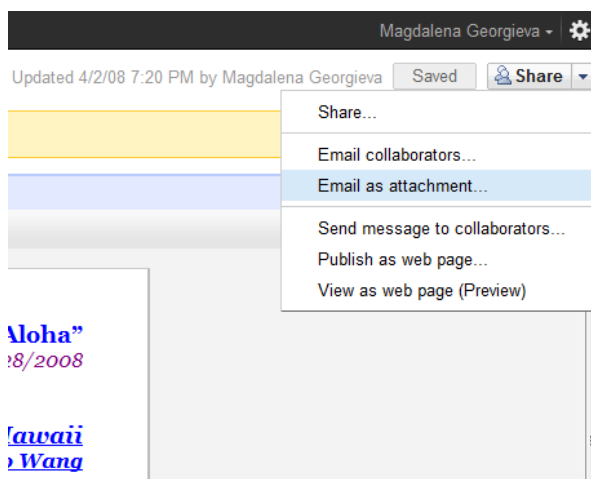 Magdalena Georgieva
Updated 4/2/08 7:20 PM by Magdalena Georgieva Saved Share
Share...
Email collaborators...
Email as attachment...
Send message to collaborators...
Publish as web page...
View as web page (Preview)
Aloha”
28/2008
Hawaii
o Wang